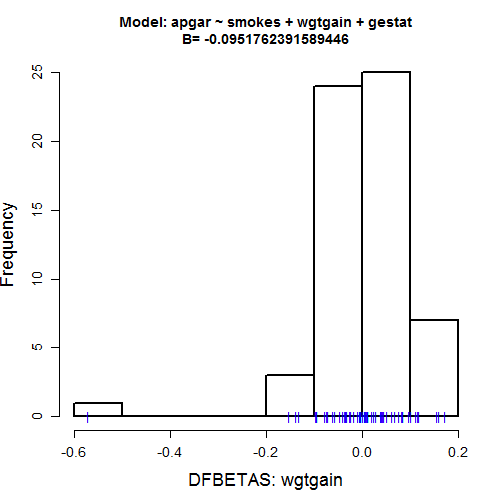 Model: apgar ~ smokes + wgtgain + gestat
B= -0.0951762391589446
Frequency
25
20
15
10
5
0
-0.6
-0.4
-0.2
0.0
0.2
DFBETAS: wgtgain